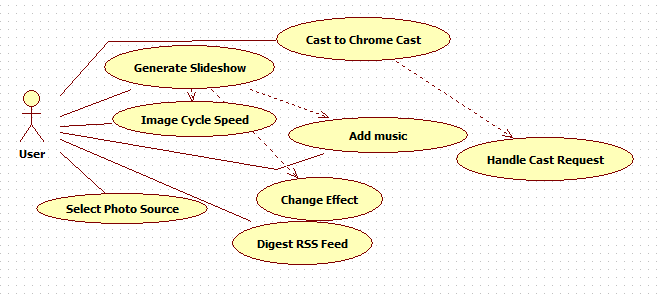 Cast to Chrome Cast
Generate Slideshow
Image Cycle Speed
Add music
User
Handle Cast Request
Change Effect
Select Photo Source
Digest RSS Feed